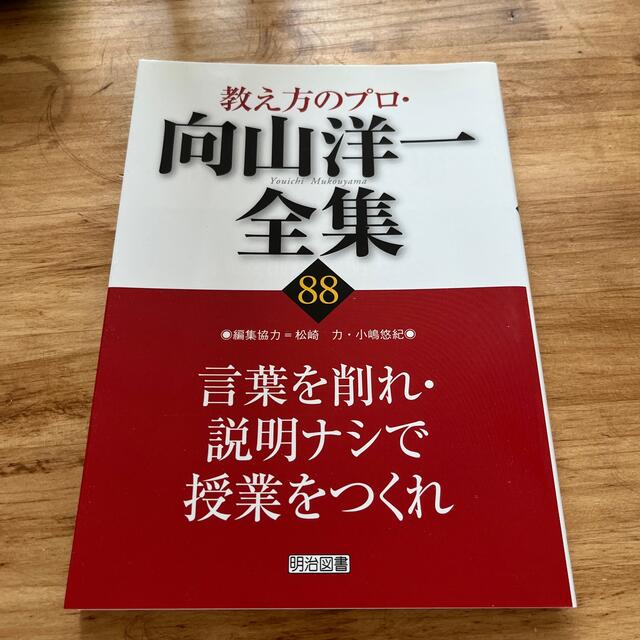 教え方のプロ・
向山洋一
Youichi Mukouyama
全集
88
◉編集協力=松崎 力・小嶋悠紀◉
言葉を削れ・
説明ナシで
授業をつくれ
明治図書